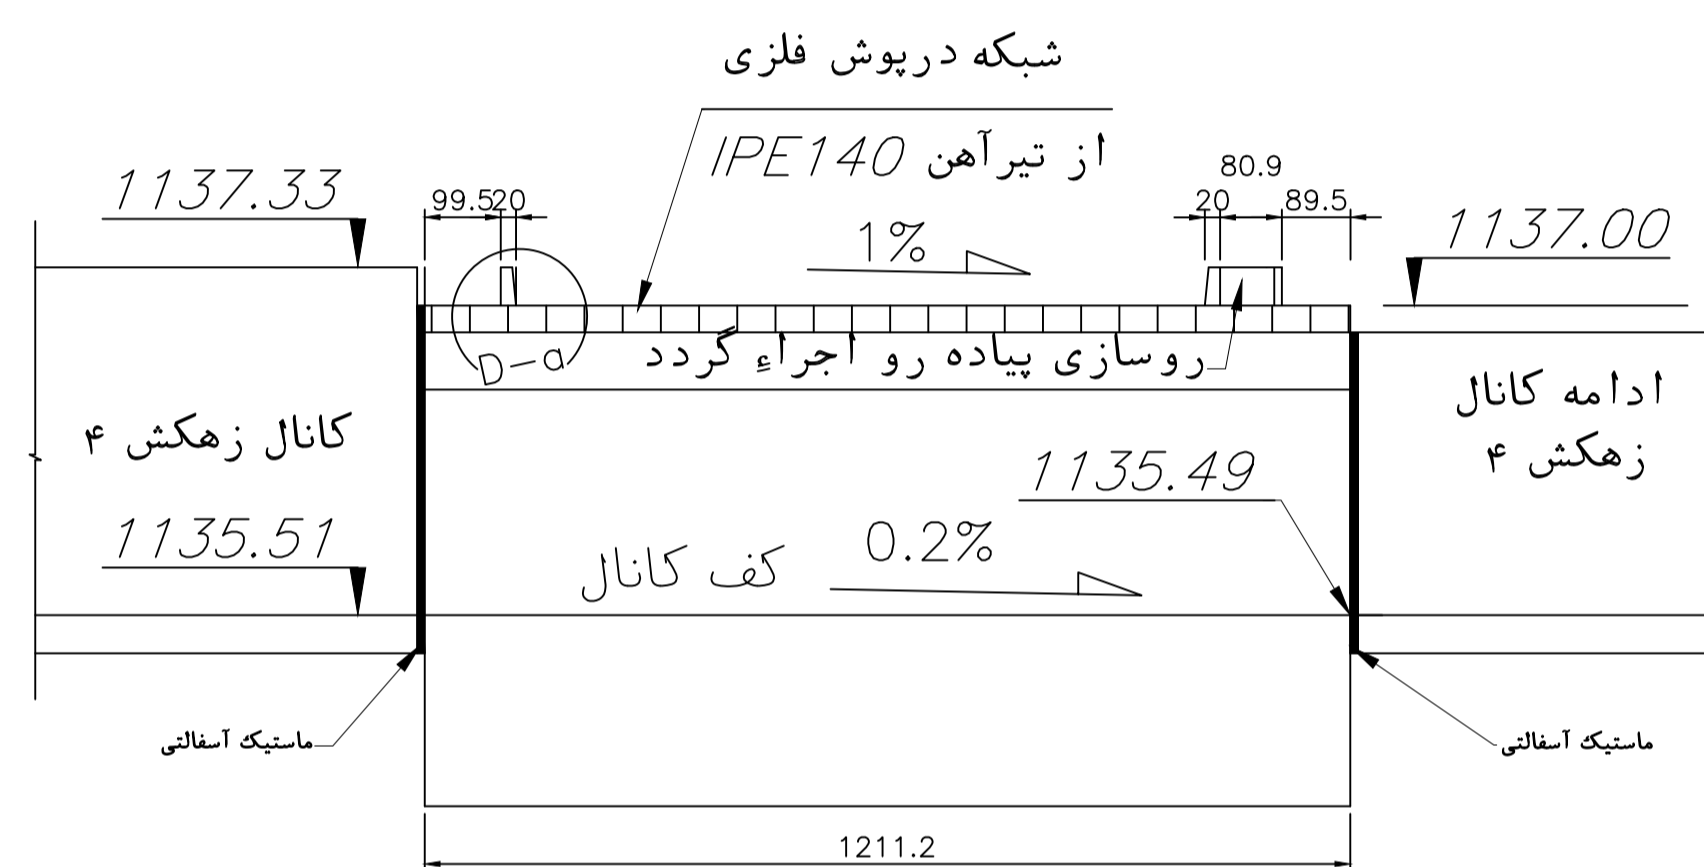 شبکه درپوش فلزی
از تیرآهن IPE140
1137.33
99.5
20
1%
80.9
20
89.5
1137.00
D-a
روسازی پیاده رو اجراءِ گردد
کانال زهکش ۴
ادامه کانال
زهکش ۴
1135.49
1135.51
کف کانال
0.2%
ماستیک آسفالتی
ماستیک آسفالتی
1211.2